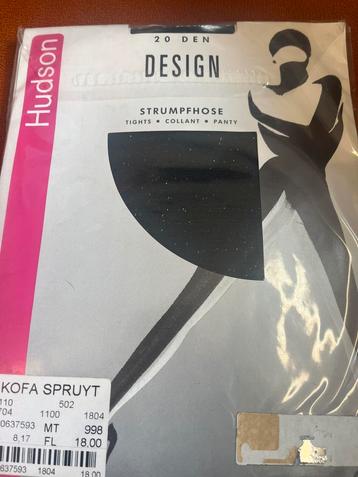 20 DEN
DESIGN
Hudson
STRUMPFHOSE
TIGHTS ▪ COLLANT ▪ PANTY
KOFA SPRUYT
110 502
704 1100 1804
0637593 MT 998
8,17 FL 18.00
637593 1804 18.00